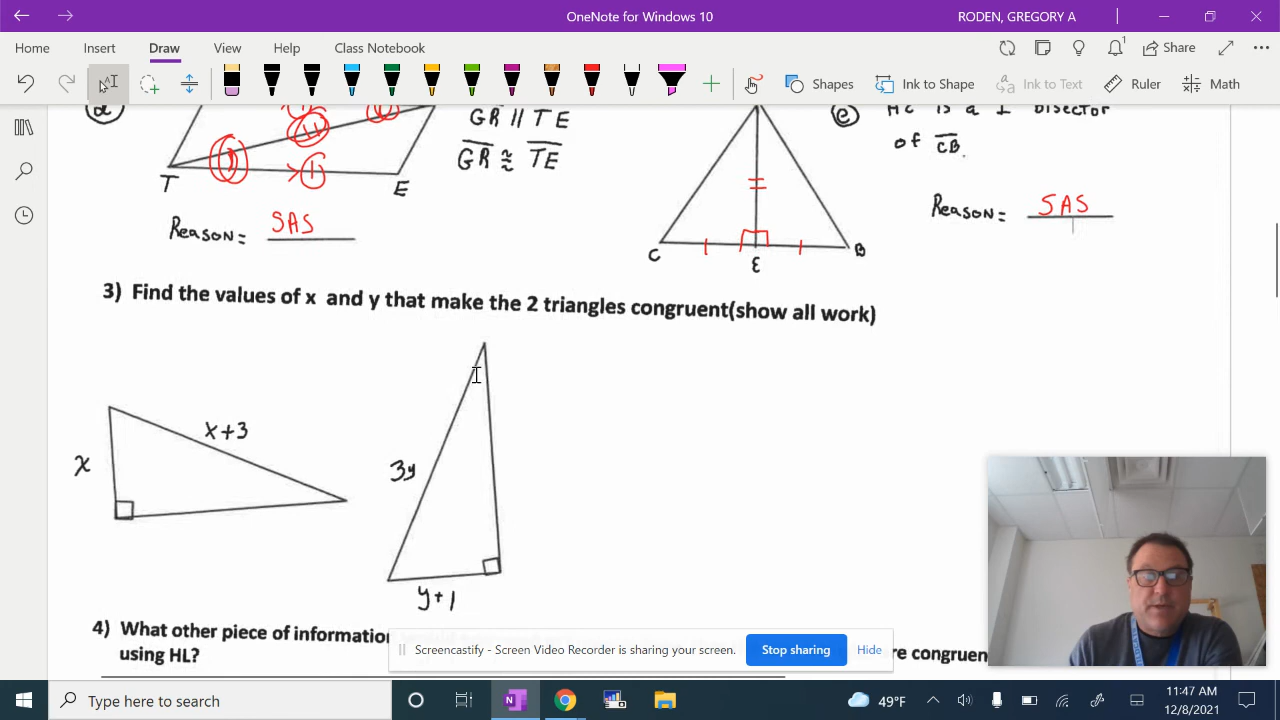 OneNote for Windows 10
RODEN, GREGORY A
Home Insert Draw View Help Class Notebook
1
Share
Shapes
Ink to Shape
Ink to Text
Ruler
Math
GR || TE
GR ≅ TE
T
E
Reason = SAS
e
is a ⊥ Bisector
of CB.
C
E
B
Reason = SAS
3) Find the values of x and y that make the 2 triangles congruent(show all work)
x
x+3
3y
y+1
4) What other piece of information
using HL?
re congruen
Screencastify - Screen Video Recorder is sharing your screen.
Stop sharing
Hide
Type here to search
49°F
11:47 AM
12/8/2021